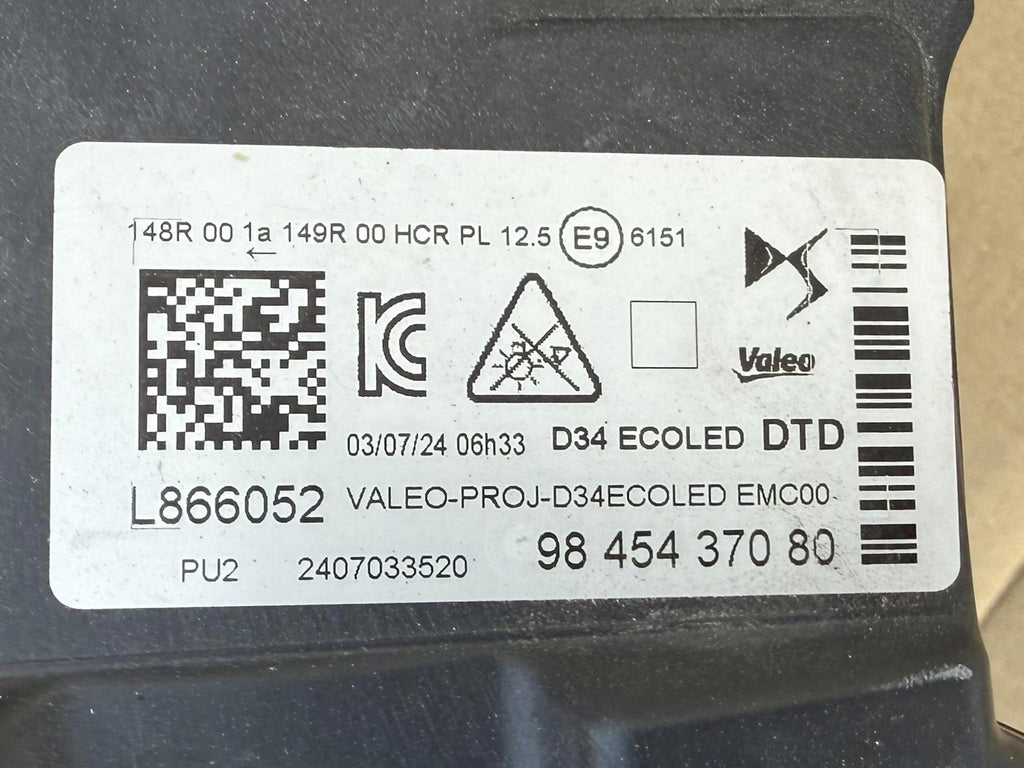 148R 00 1a 149R 00 HCR PL 12.5 E9 6151
←
KC
Valeo
03/07/24 06h33 D34 ECOLED DTD
L866052 VALEO-PROJ-D34ECOLED EMC00
PU2 2407033520 98 454 370 80